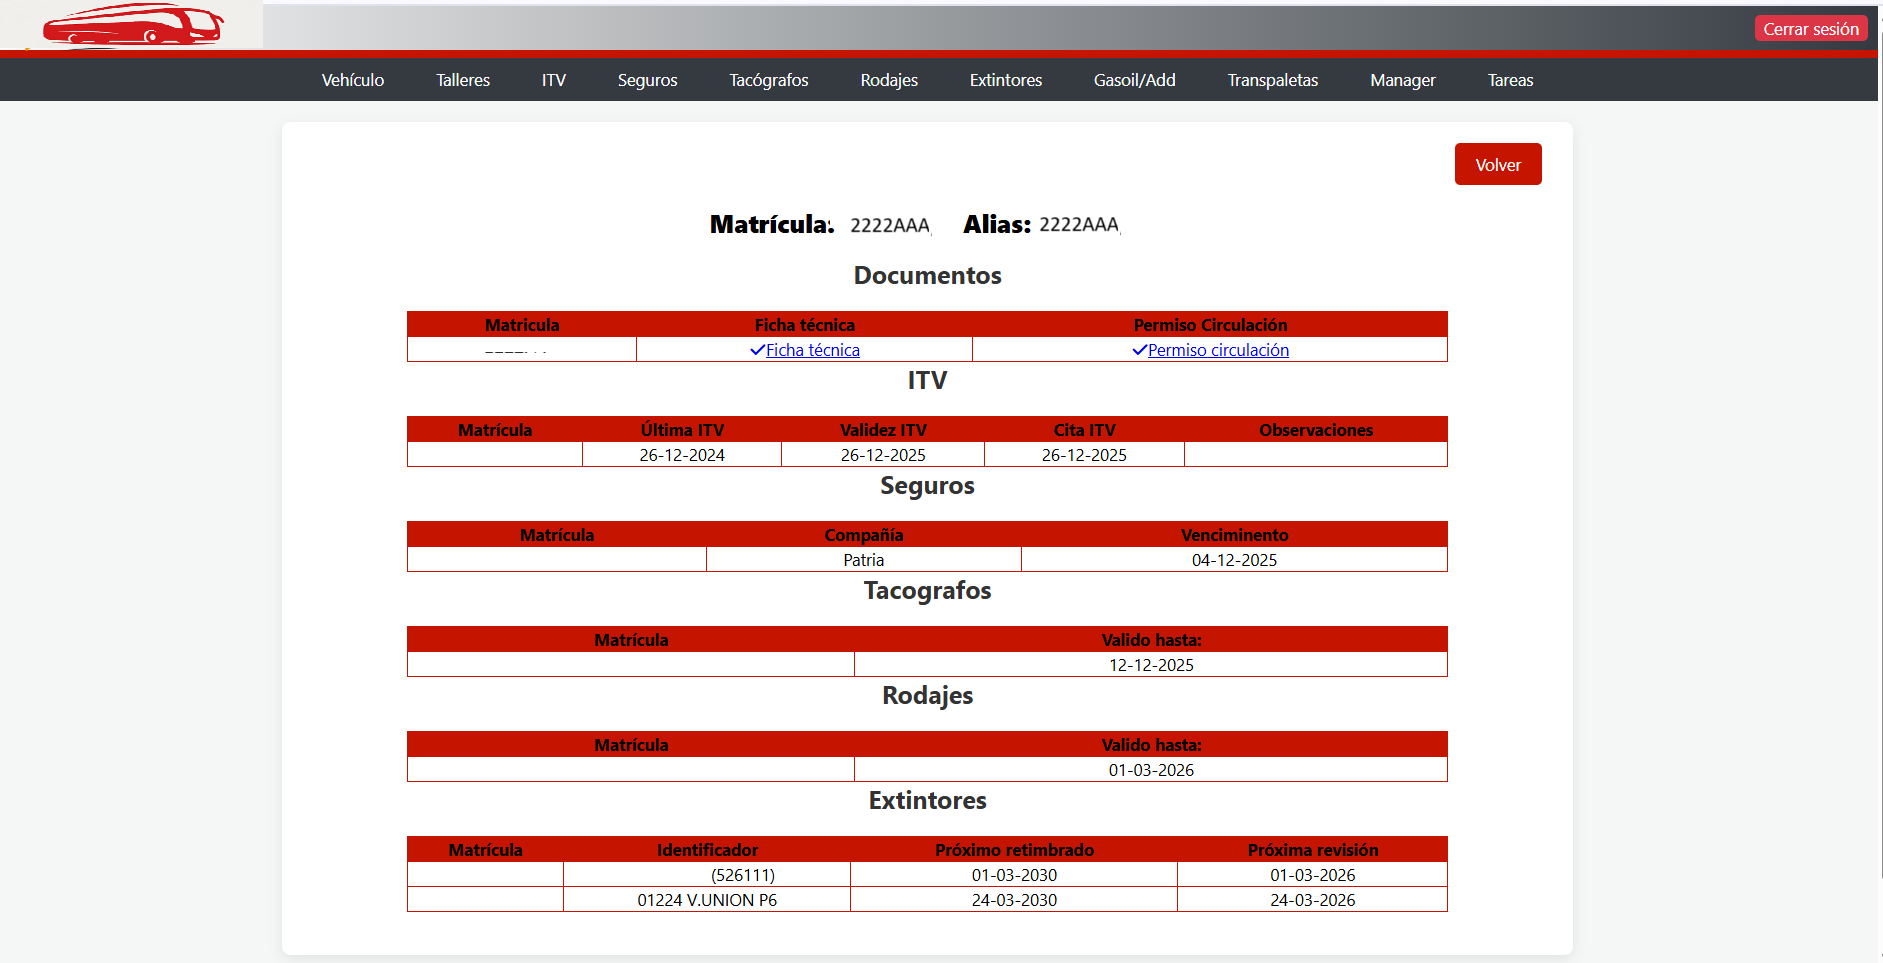 Cerrar sesión
Vehículo Talleres ITV Seguros Tacógrafos Rodajes Extintores Gasoil/Add Transpaletas Manager Tareas
Volver
Matrícula: 2222AAA Alias: 2222AAA
Documentos
Matricula Ficha técnica Permiso Circulación
Ficha técnica Permiso circulación
ITV
Matrícula Última ITV Validez ITV Cita ITV Observaciones
26-12-2024 26-12-2025 26-12-2025
Seguros
Matrícula Compañía Venciminento
Patria 04-12-2025
Tacografos
Matrícula Valido hasta:
12-12-2025
Rodajes
Matrícula Valido hasta:
01-03-2026
Extintores
Matrícula Identificador Próximo retimbrado Próxima revisión
(526111) 01-03-2030 01-03-2026
01224 V.UNION P6 24-03-2030 24-03-2026